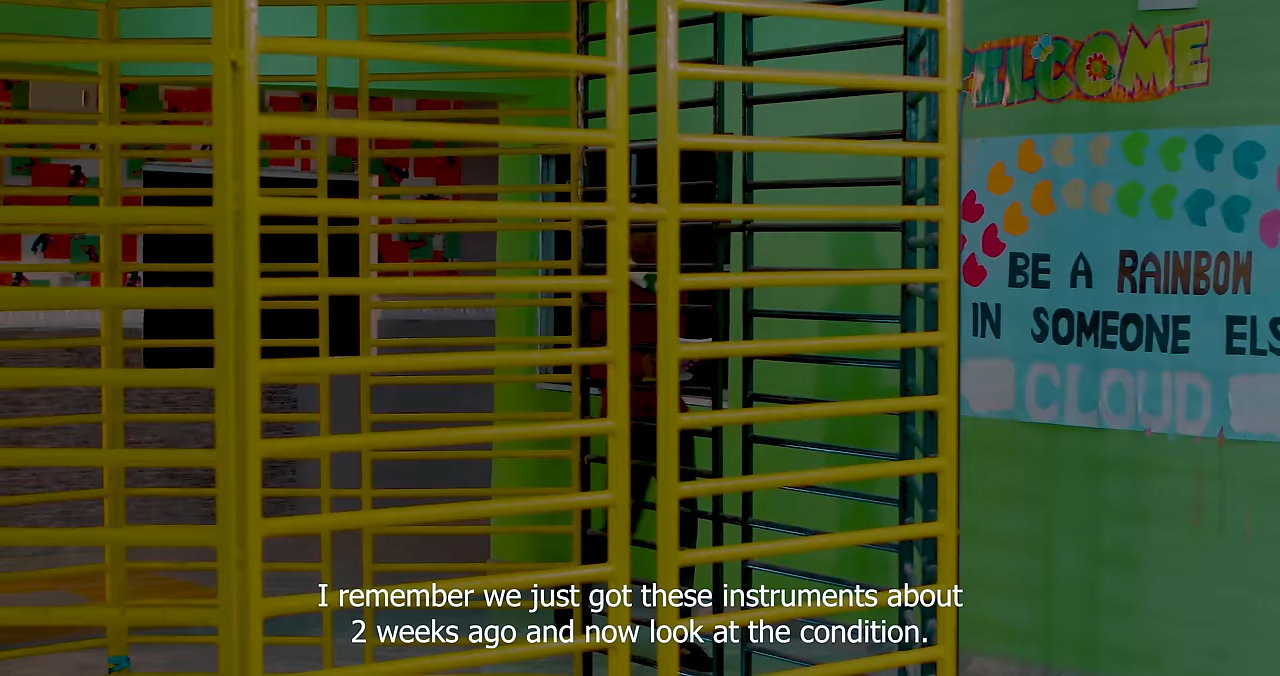 WELCOME
BE A RAINBOW
IN SOMEONE ELS
CLOUD
I remember we just got these instruments about
2 weeks ago and now look at the condition.